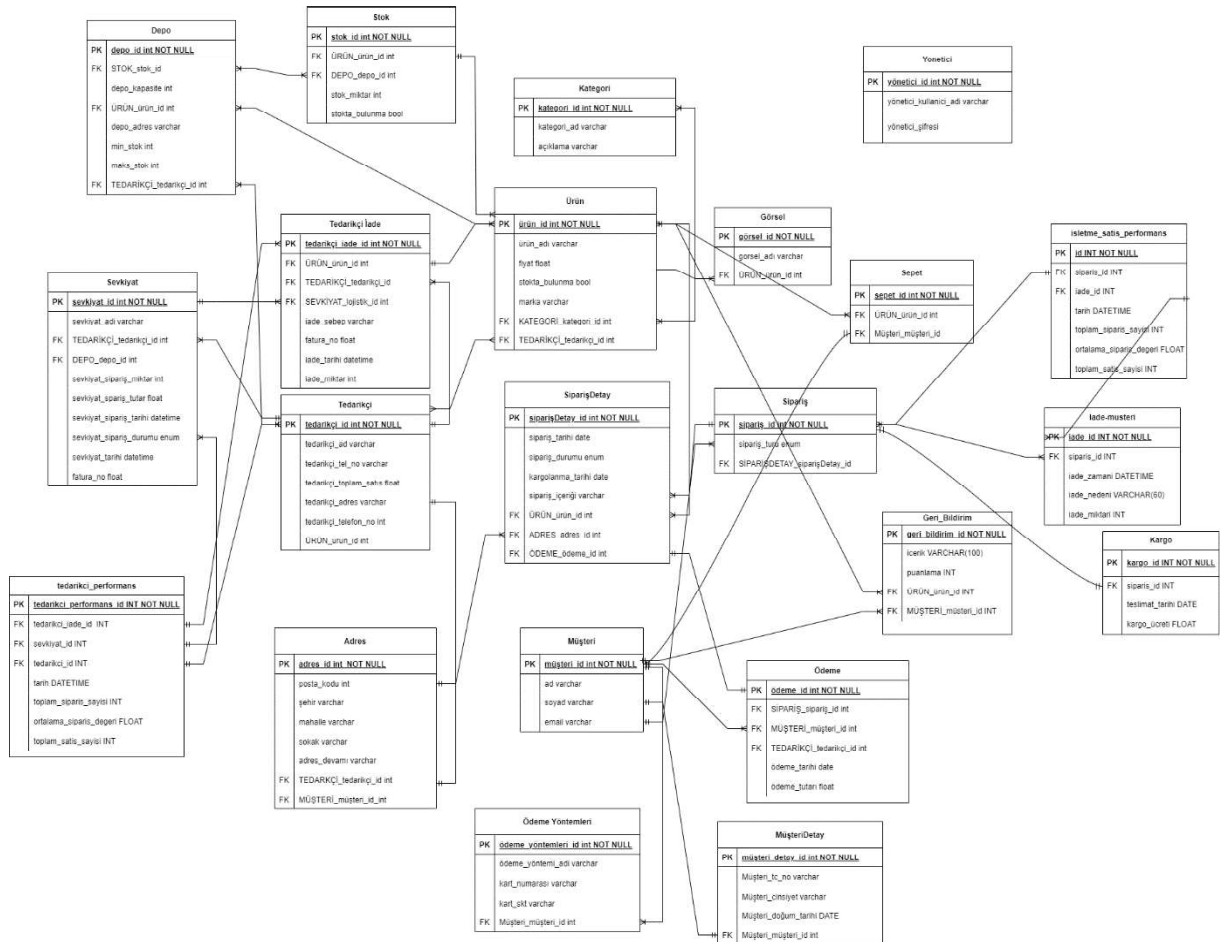 Depo
PK depo_id int NOT NULL
FK STOK_stok_id
depo_kapasite int
FK ÜRÜN_ürün_id int
depo_adres varchar
min_stok int
maks_stok int
FK TEDARİKÇİ_tedarikçi_id int
Stok
PK stok_id int NOT NULL
FK ÜRÜN_ürün_id int
FK DEPO_depo_id int
stok_miktar int
stokta_bulunma bool
Kategori
PK kategori_id int NOT NULL
kategori_ad varchar
açıklama varchar
Yonetici
PK yönetici_id int NOT NULL
yönetici_kullanici_adı varchar
yönetici_şifresi
Tedarikçi İade
PK tedarikçi_iade_id int NOT NULL
FK ÜRÜN_ürün_id int
FK TEDARİKÇİ_tedarikçi_id
FK SEVKİYAT_lojistik_id int
iade_sebep varchar
fatura_no float
iade_tarihi datetime
iade_miktar int
Ürün
PK ürün_id int NOT NULL
ürün_adı varchar
fiyat float
stokta_bulunma bool
marka varchar
FK KATEGORİ_kategori_id int
FK TEDARİKÇİ_tedarikçi_id int
Görsel
PK görsel_id NOT NULL
gorsel_adı varchar
FK ÜRÜN_ürün_id int
Sepet
PK sepet_id int NOT NULL
FK ÜRÜN_ürün_id int
FK Müşteri_müşteri_id
isletme_satis_performans
PK id INT NOT NULL
FK siparis_id INT
FK iade_id INT
tarih DATETIME
toplam_siparis_sayisi INT
ortalama_siparis_degeri FLOAT
toplam_satis_sayisi INT
Sevkiyat
PK sevkiyat_id int NOT NULL
sevkiyat_adı varchar
FK TEDARİKÇİ_tedarikçi_id int
FK DEPO_depo_id int
sevkiyat_sipariş_miktar int
sevkiyat_spariş_tutar float
sevkiyat_sipariş_tarihi datetime
sevkiyat_sipariş_durumu enum
sevkiyat_tarihi datetime
fatura_no float
Tedarikçi
PK tedarikçi_id int NOT NULL
tedarikçi_ad varchar
tedarikçi_tel_no varchar
tedarikçi_toplam_satıs float
tedarikçi_adres varchar
tedarikçi_telefon_no int
ÜRÜN_urun_id int
SiparişDetay
PK siparişDetay_id int NOT NULL
sipariş_tarihi date
sipariş_durumu enum
kargolanma_tarihi date
sipariş_içeriği varchar
FK ÜRÜN_ürün_id int
FK ADRES_adres_id int
FK ÖDEME_ödeme_id int
Sipariş
PK sipariş_id int NOT NULL
sipariş_turu enum
FK SIPARIŞDETAY_siparişDetay_id
Iade-musteri
PK iade_id INT NOT NULL
FK siparis_id INT
iade_zamani DATETIME
iade_nedeni VARCHAR(60)
iade_miktari INT
Geri_Bildirim
PK geri_bildirim_id NOT NULL
icerik VARCHAR(100)
puanlama INT
FK ÜRÜN_ürün_id INT
FK MÜŞTERİ_müsteri_id INT
Kargo
PK kargo_id INT NOT NULL
FK siparis_id INT
teslimat_tarihi DATE
kargo_ücreti FLOAT
tedarikci_performans
PK tedarikci_performans_id INT NOT NULL
FK tedarikci_iade_id INT
FK sevkiyat_id INT
FK tedarikci_id INT
tarih DATETIME
toplam_siparis_sayisi INT
ortalama_siparis_degeri FLOAT
toplam_satis_sayisi INT
Adres
PK adres_id int NOT NULL
posta_kodu int
şehir varchar
mahalle varchar
sokak varchar
adres_devamı varchar
FK TEDARKÇİ_tedarikçi_id int
FK MÜŞTERİ_müşteri_id_int
Müşteri
PK müşteri_id int NOT NULL
ad varchar
soyad varchar
email varchar
Ödeme
PK ödeme_id int NOT NULL
FK SİPARİŞ_sipariş_id int
FK MÜŞTERİ_müşteri_id int
FK TEDARİKÇİ_tedarikçi_id int
ödeme_tarihi date
ödeme_tutarı float
Ödeme Yöntemleri
PK ödeme_yöntemleri_id int NOT NULL
ödeme_yöntemi_adı varchar
kart_numarası varchar
kart_skt varchar
FK Müşteri_müşteri_id int
MüşteriDetay
PK müşteri_detay_id int NOT NULL
Müşteri_tc_no varchar
Müşteri_cinsiyet varchar
Müşteri_doğum_tarihi DATE
FK Müşteri_müşteri_id int